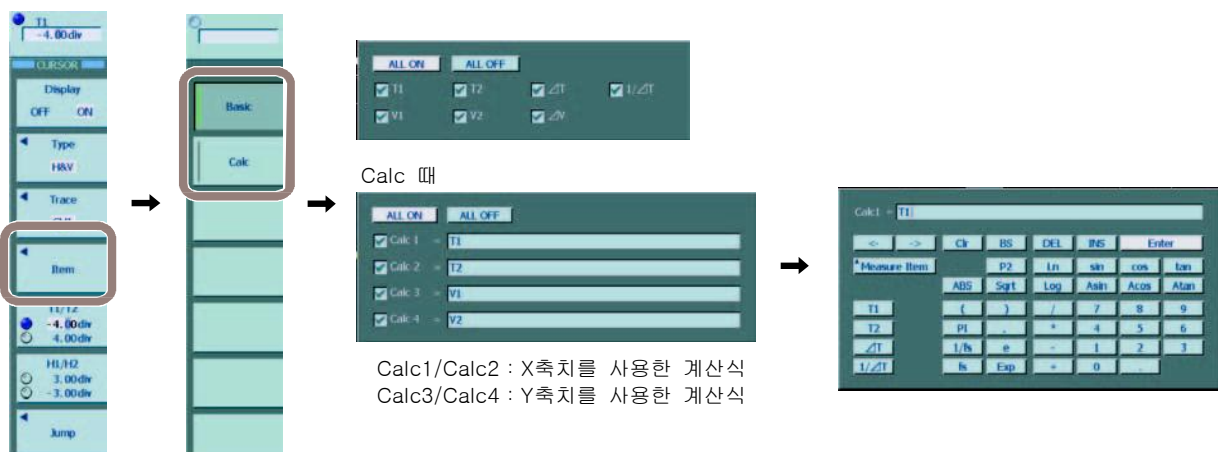 T1
-4.00div
CURSOR
Display
OFF ON
Type
H&V
Trace
Item
T1/T2
-4.00div
4.00div
H1/H2
3.00div
-3.00div
Jump
Basic
Calc
ALL ON ALL OFF
T1 T2 ⊿T 1/⊿T
V1 V2 ⊿V
Calc 때
ALL ON ALL OFF
Calc 1 = T1
Calc 2 = T2
Calc 3 = V1
Calc 4 = V2
Calc1/Calc2 : X축치를 사용한 계산식
Calc3/Calc4 : Y축치를 사용한 계산식
Calc1 = T1
<- -> Clr BS DEL INS Enter
Measure Item P2 Ln sin cos tan
ABS Sqrt Log Asin Acos Atan
T1 ( ) / 7 8 9
T2 PI , * 4 5 6
⊿T 1/fs e - 1 2 3
1/⊿T fs Exp + 0 .